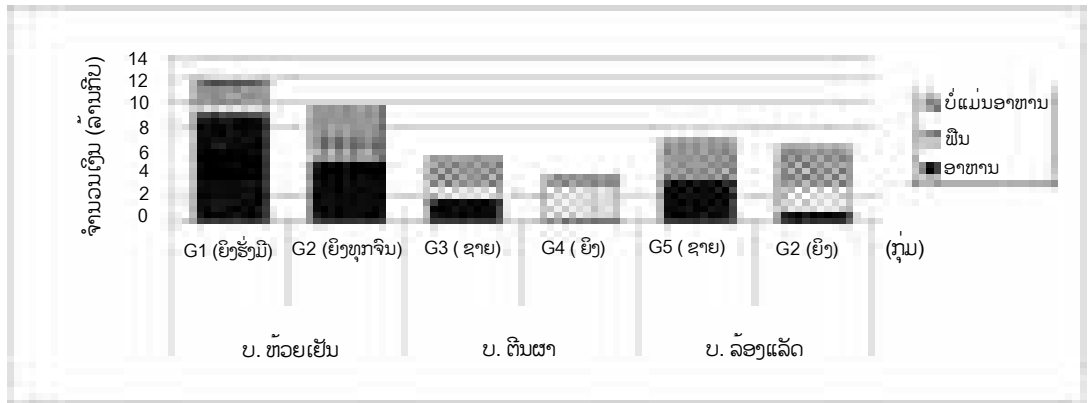 ຈຳນວນເງິນ (ລ້ານກີບ)
14
12
10
8
6
4
2
0
G1 (ຍິງຮັ່ງມີ) G2 (ຍິງທຸກຈົນ) G3 ( ຊາຍ) G4 ( ຍິງ) G5 ( ຊາຍ) G2 (ຍິງ) (ກຸ່ມ)
ບ. ຫ້ວຍເຢັນ ບ. ຕີນຜາ ບ. ລ້ອງແລັດ
ບໍ່ແມ່ນອາຫານ
ຟືນ
ອາຫານ